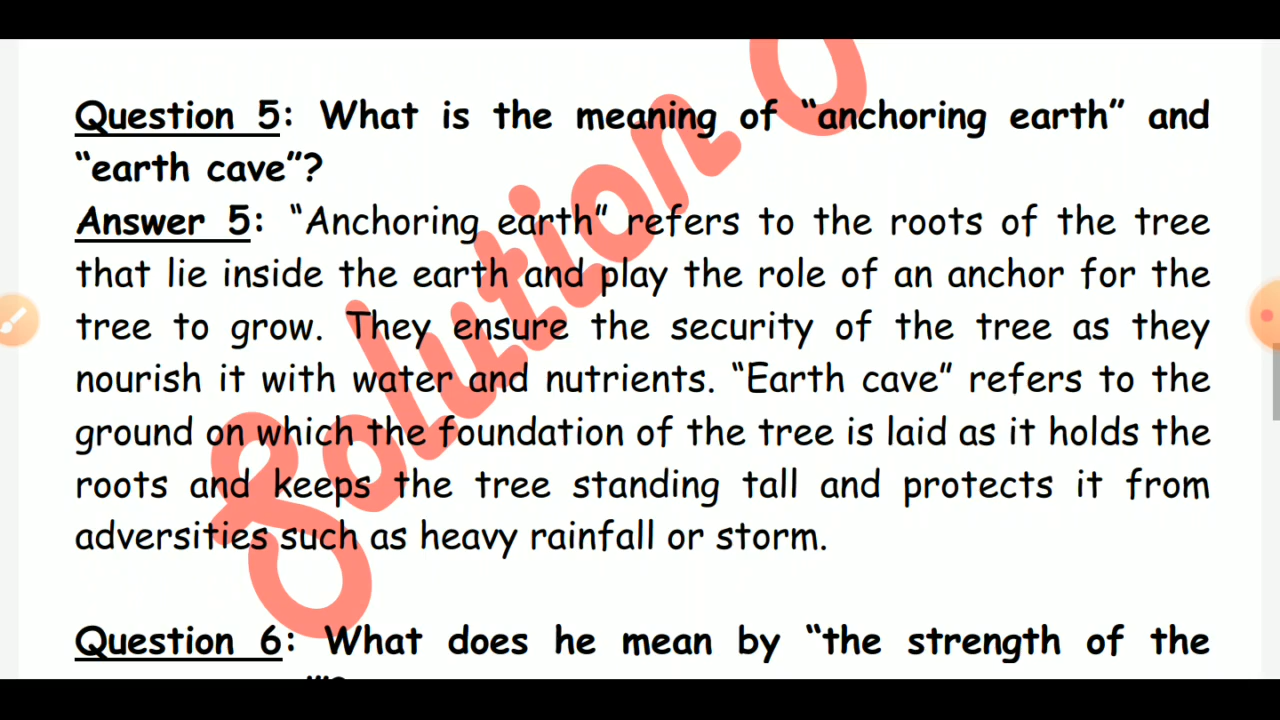 Question 5: What is the meaning of “anchoring earth” and
“earth cave”?
Answer 5: “Anchoring earth” refers to the roots of the tree
that lie inside the earth and play the role of an anchor for the
tree to grow. They ensure the security of the tree as they
nourish it with water and nutrients. “Earth cave” refers to the
ground on which the foundation of the tree is laid as it holds the
roots and keeps the tree standing tall and protects it from
adversities such as heavy rainfall or storm.
Question 6: What does he mean by “the strength of the
Solution